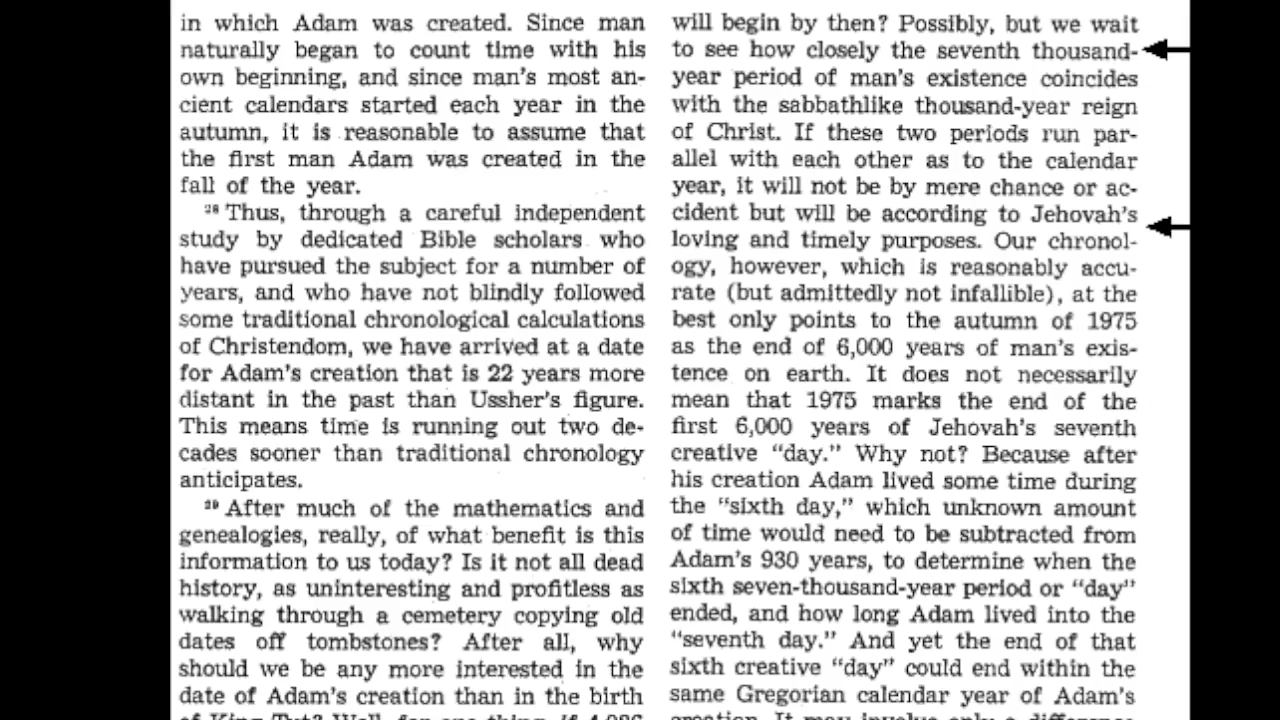 in which Adam was created. Since man
naturally began to count time with his
own beginning, and since man's most an-
cient calendars started each year in the
autumn, it is reasonable to assume that
the first man Adam was created in the
fall of the year.
²⁸ Thus, through a careful independent
study by dedicated Bible scholars who
have pursued the subject for a number of
years, and who have not blindly followed
some traditional chronological calculations
of Christendom, we have arrived at a date
for Adam's creation that is 22 years more
distant in the past than Ussher's figure.
This means time is running out two de-
cades sooner than traditional chronology
anticipates.
²⁹ After much of the mathematics and
genealogies, really, of what benefit is this
information to us today? Is it not all dead
history, as uninteresting and profitless as
walking through a cemetery copying old
dates off tombstones? After all, why
should we be any more interested in the
date of Adam's creation than in the birth
of King Tut? Well, for one thing, if 4,026
will begin by then? Possibly, but we wait
to see how closely the seventh thousand-
year period of man's existence coincides
with the sabbathlike thousand-year reign
of Christ. If these two periods run par-
allel with each other as to the calendar
year, it will not be by mere chance or ac-
cident but will be according to Jehovah's
loving and timely purposes. Our chronol-
ogy, however, which is reasonably accu-
rate (but admittedly not infallible), at the
best only points to the autumn of 1975
as the end of 6,000 years of man's exis-
tence on earth. It does not necessarily
mean that 1975 marks the end of the
first 6,000 years of Jehovah's seventh
creative "day." Why not? Because after
his creation Adam lived some time during
the "sixth day," which unknown amount
of time would need to be subtracted from
Adam's 930 years, to determine when the
sixth seven-thousand-year period or "day"
ended, and how long Adam lived into the
"seventh day." And yet the end of that
sixth creative "day" could end within the
same Gregorian calendar year of Adam's
creation. It may involve only a difference